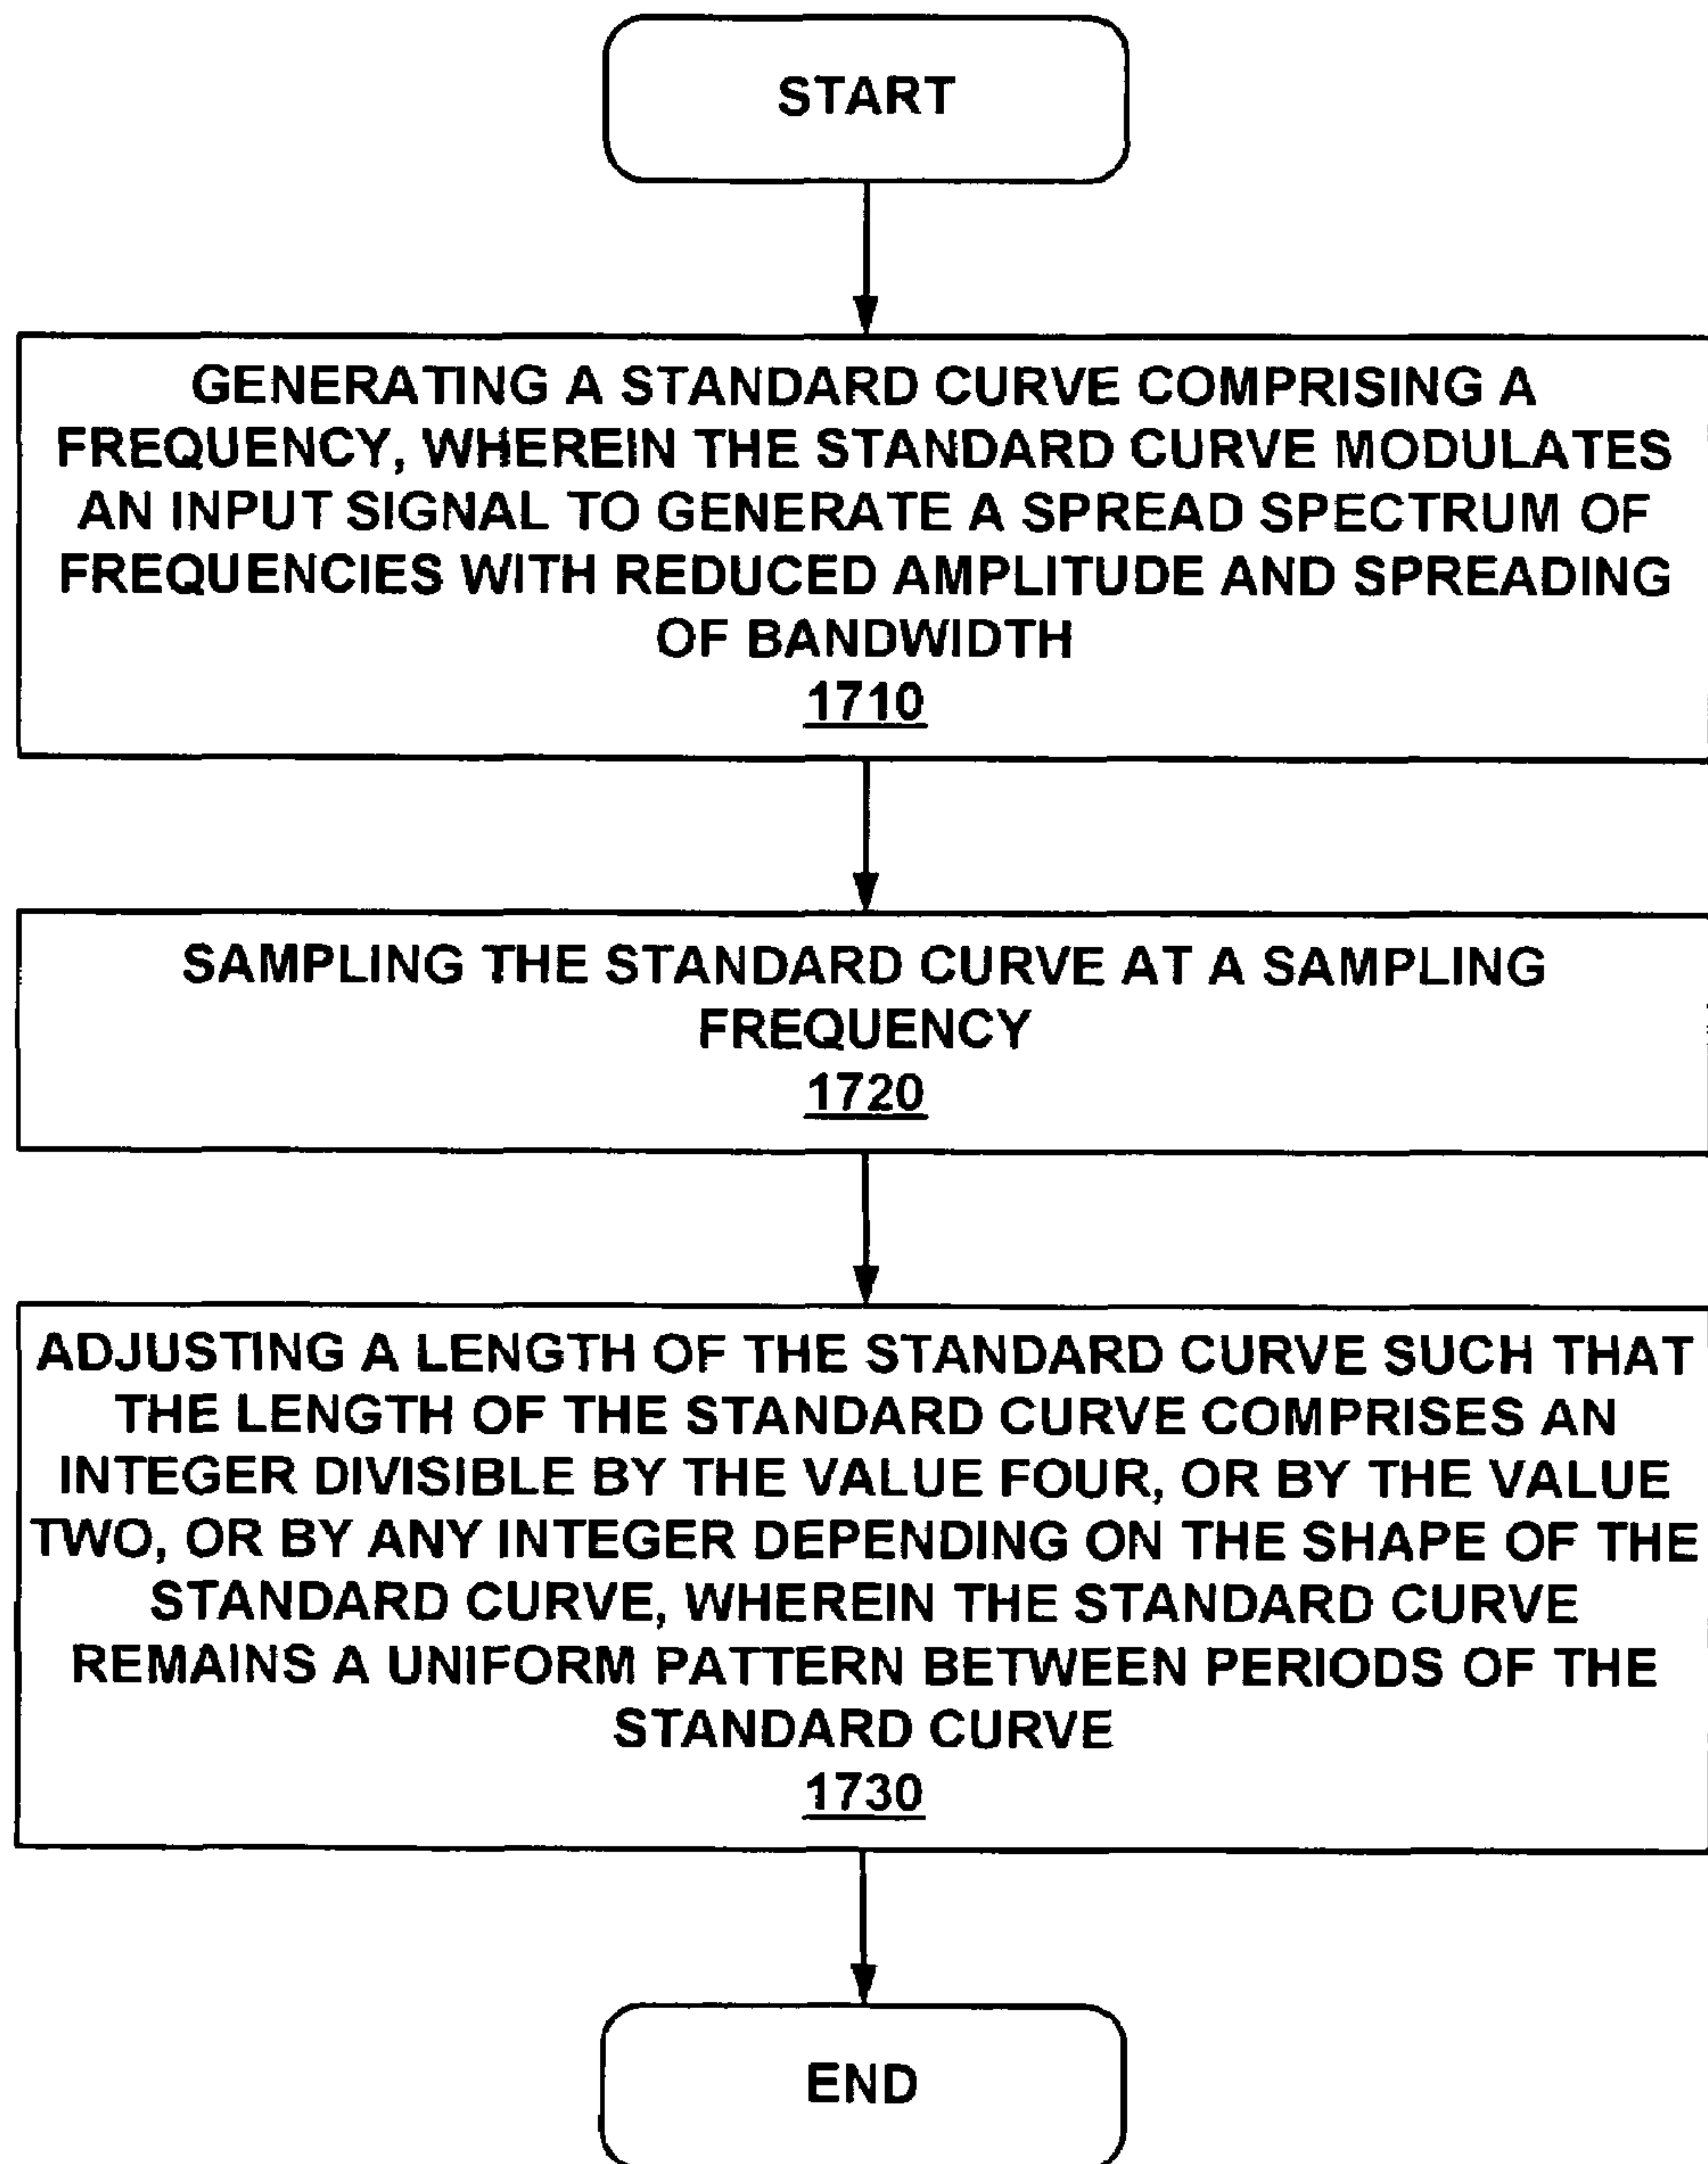 START
GENERATING A STANDARD CURVE COMPRISING A
FREQUENCY, WHEREIN THE STANDARD CURVE MODULATES
AN INPUT SIGNAL TO GENERATE A SPREAD SPECTRUM OF
FREQUENCIES WITH REDUCED AMPLITUDE AND SPREADING
OF BANDWIDTH
1710
SAMPLING THE STANDARD CURVE AT A SAMPLING
FREQUENCY
1720
ADJUSTING A LENGTH OF THE STANDARD CURVE SUCH THAT
THE LENGTH OF THE STANDARD CURVE COMPRISES AN
INTEGER DIVISIBLE BY THE VALUE FOUR, OR BY THE VALUE
TWO, OR BY ANY INTEGER DEPENDING ON THE SHAPE OF THE
STANDARD CURVE, WHEREIN THE STANDARD CURVE
REMAINS A UNIFORM PATTERN BETWEEN PERIODS OF THE
STANDARD CURVE
1730
END